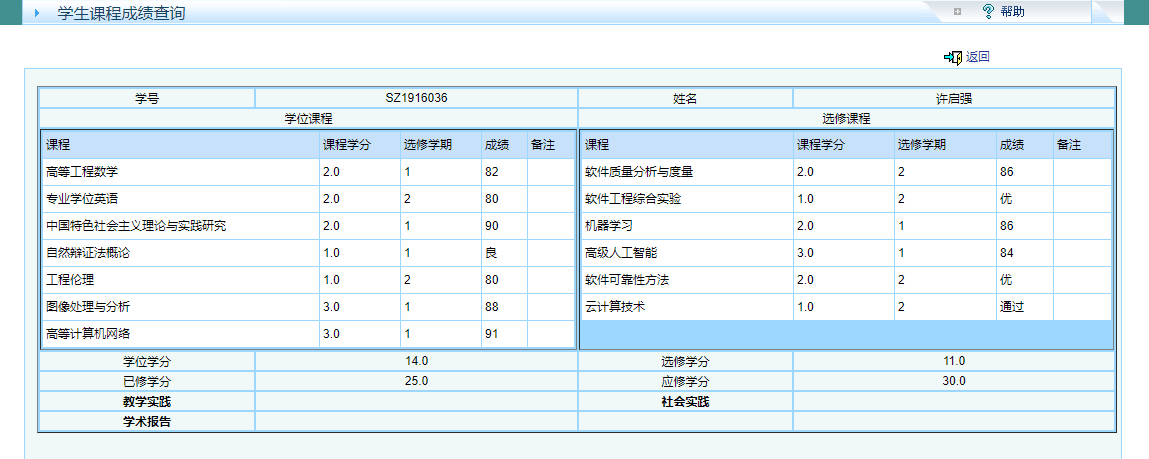 学生课程成绩查询 帮助
返回
学号 SZ1916036 姓名 许启强
学位课程 选修课程
课程 课程学分 选修学期 成绩 备注 课程 课程学分 选修学期 成绩 备注
高等工程数学 2.0 1 82 软件质量分析与度量 2.0 2 86
专业学位英语 2.0 2 80 软件工程综合实验 1.0 2 优
中国特色社会主义理论与实践研究 2.0 1 90 机器学习 2.0 1 86
自然辩证法概论 1.0 1 良 高级人工智能 3.0 1 84
工程伦理 1.0 2 80 软件可靠性方法 2.0 2 优
图像处理与分析 3.0 1 88 云计算技术 1.0 2 通过
高等计算机网络 3.0 1 91
学位学分 14.0 选修学分 11.0
已修学分 25.0 应修学分 30.0
教学实践 社会实践
学术报告